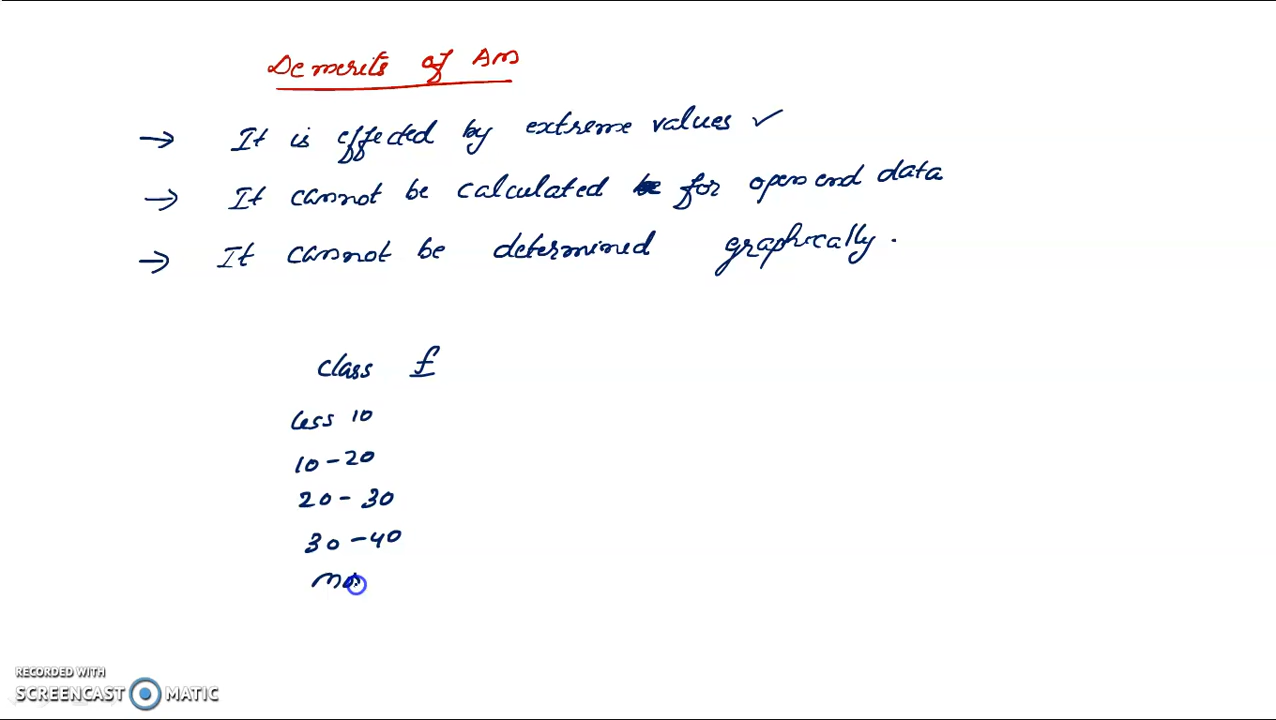 Demerits of AM
→ It is effected by extreme values ✓
→ It cannot be calculated for open end data
→ It cannot be determined graphically.
class f
less 10
10-20
20-30
30-40
mo
RECORDED WITH
SCREENCAST MATIC